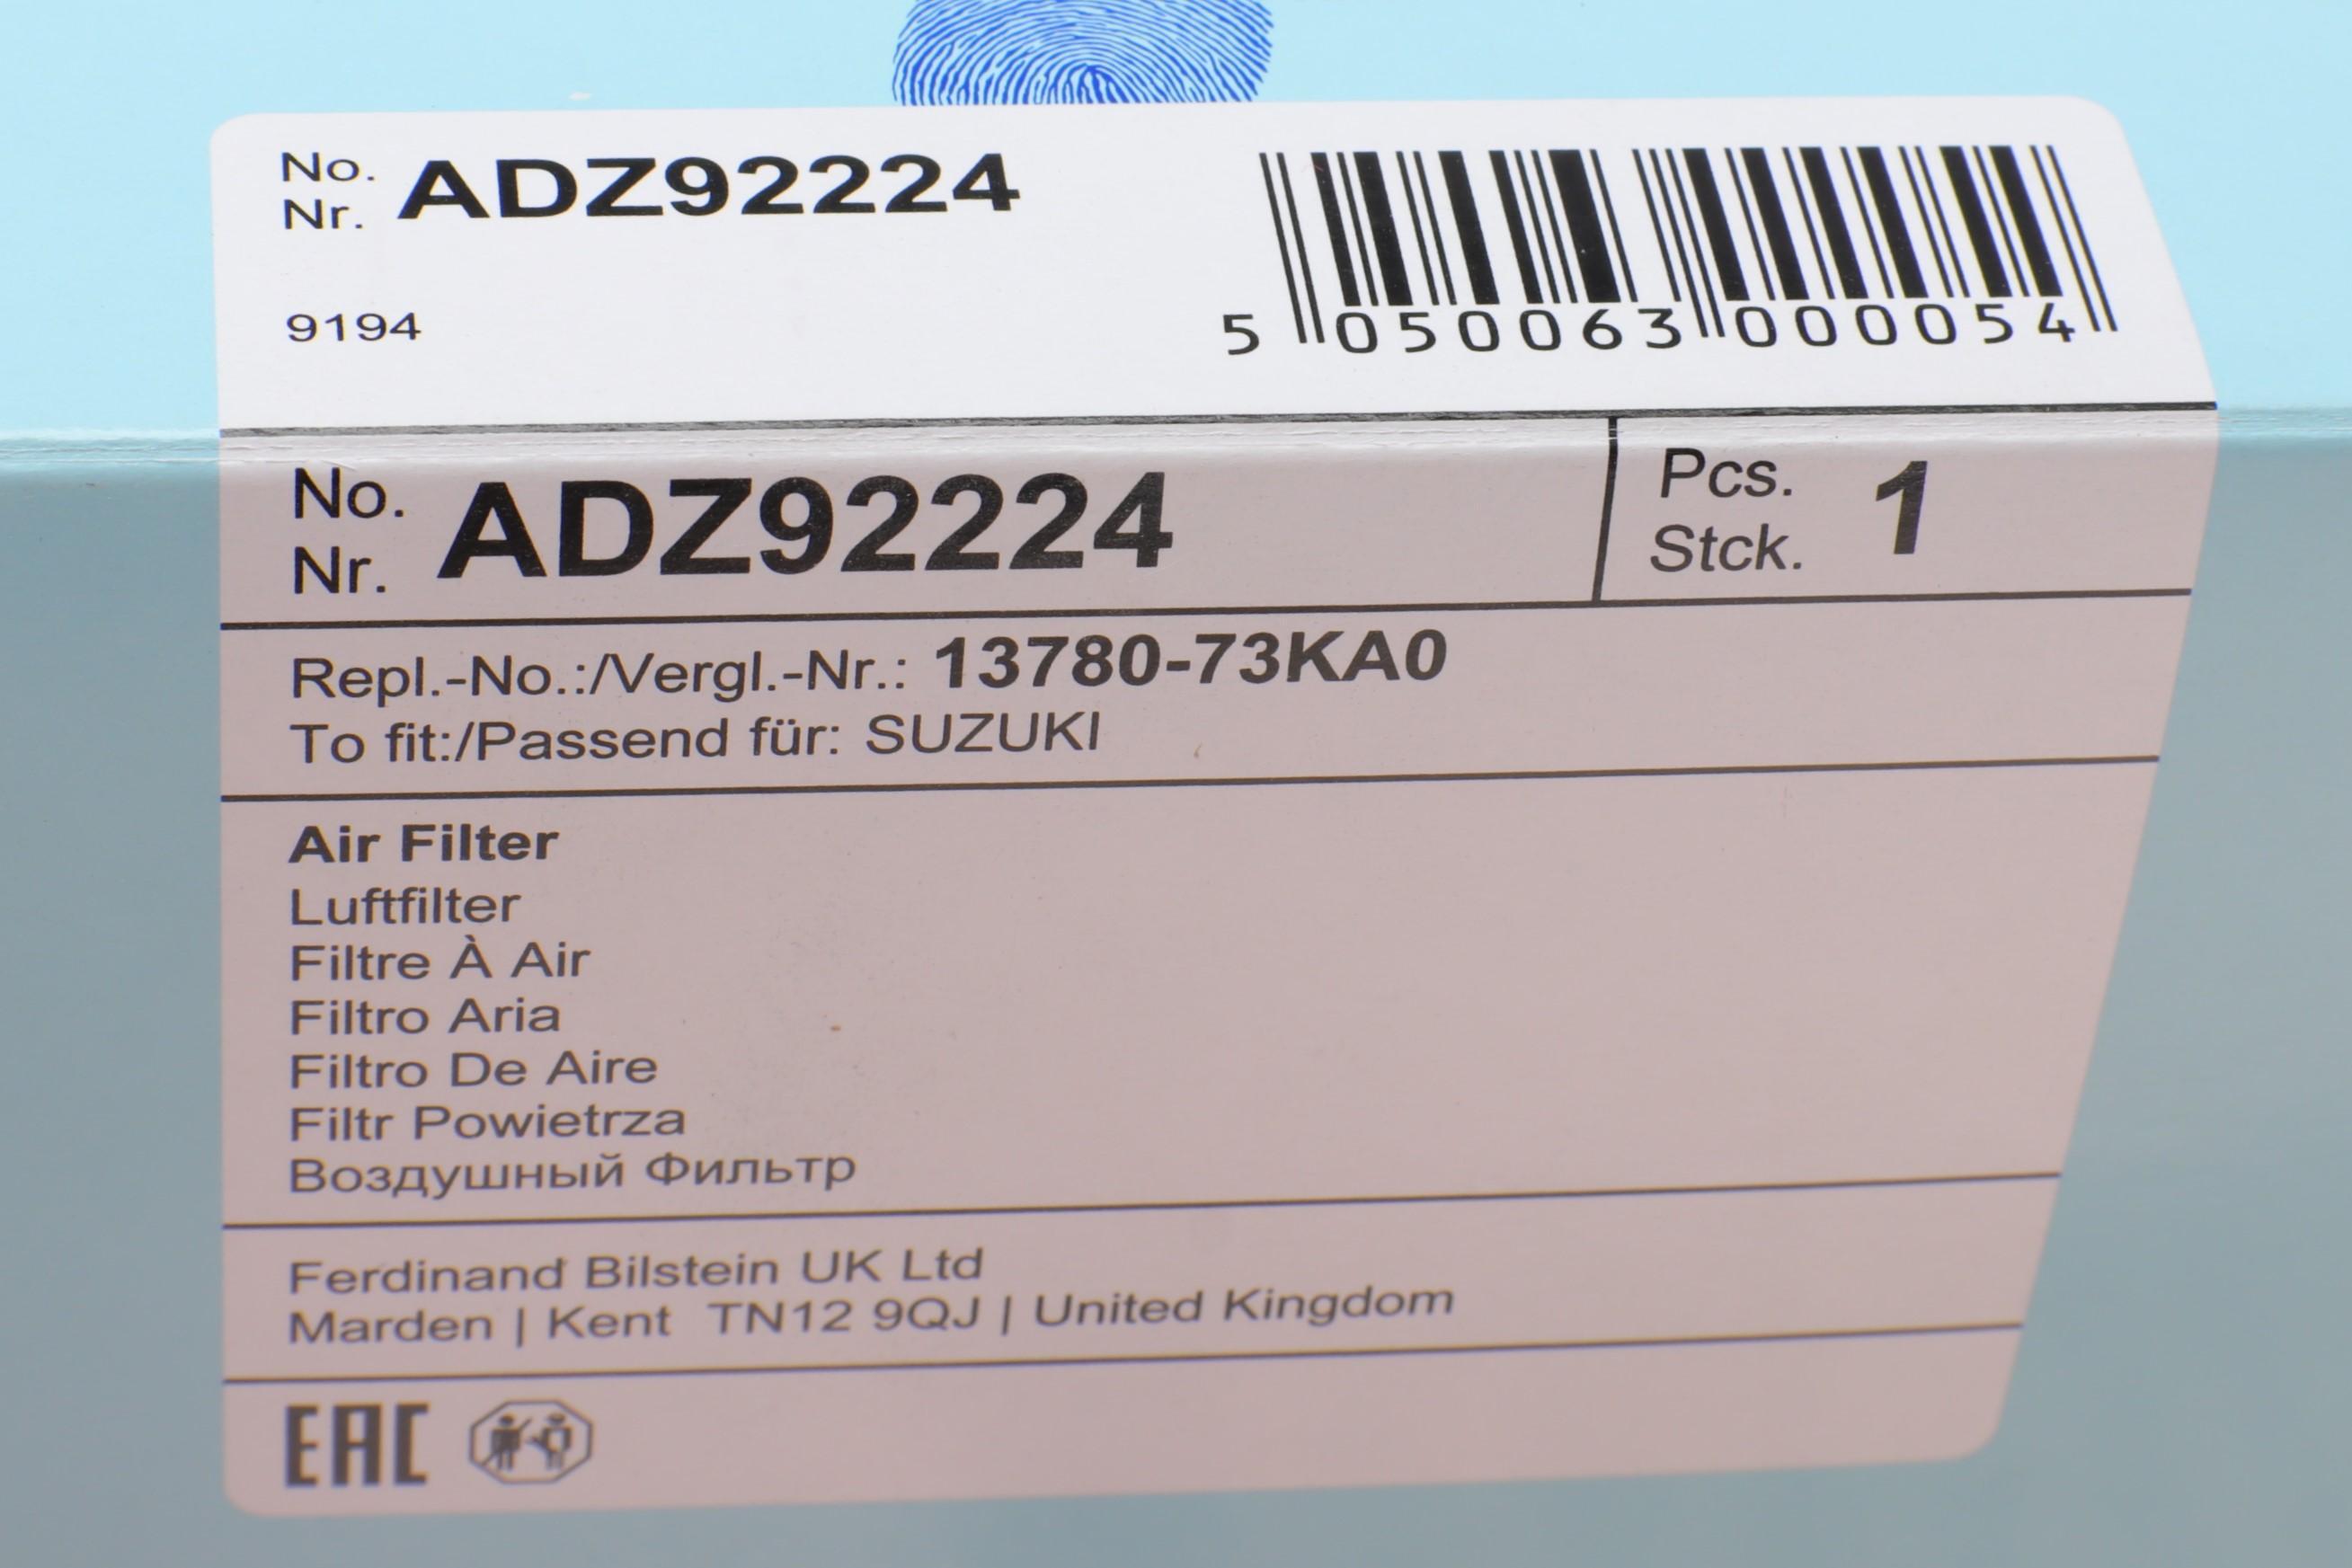 No.
Nr. ADZ92224
9194
5 050063 000054
No.
Nr. ADZ92224
Pcs.
Stck. 1
Repl.-No.:/Vergl.-Nr.: 13780-73KA0
To fit:/Passend für: SUZUKI
Air Filter
Luftfilter
Filtre À Air
Filtro Aria
Filtro De Aire
Filtr Powietrza
Воздушный Фильтр
Ferdinand Bilstein UK Ltd
Marden | Kent TN12 9QJ | United Kingdom
EAC